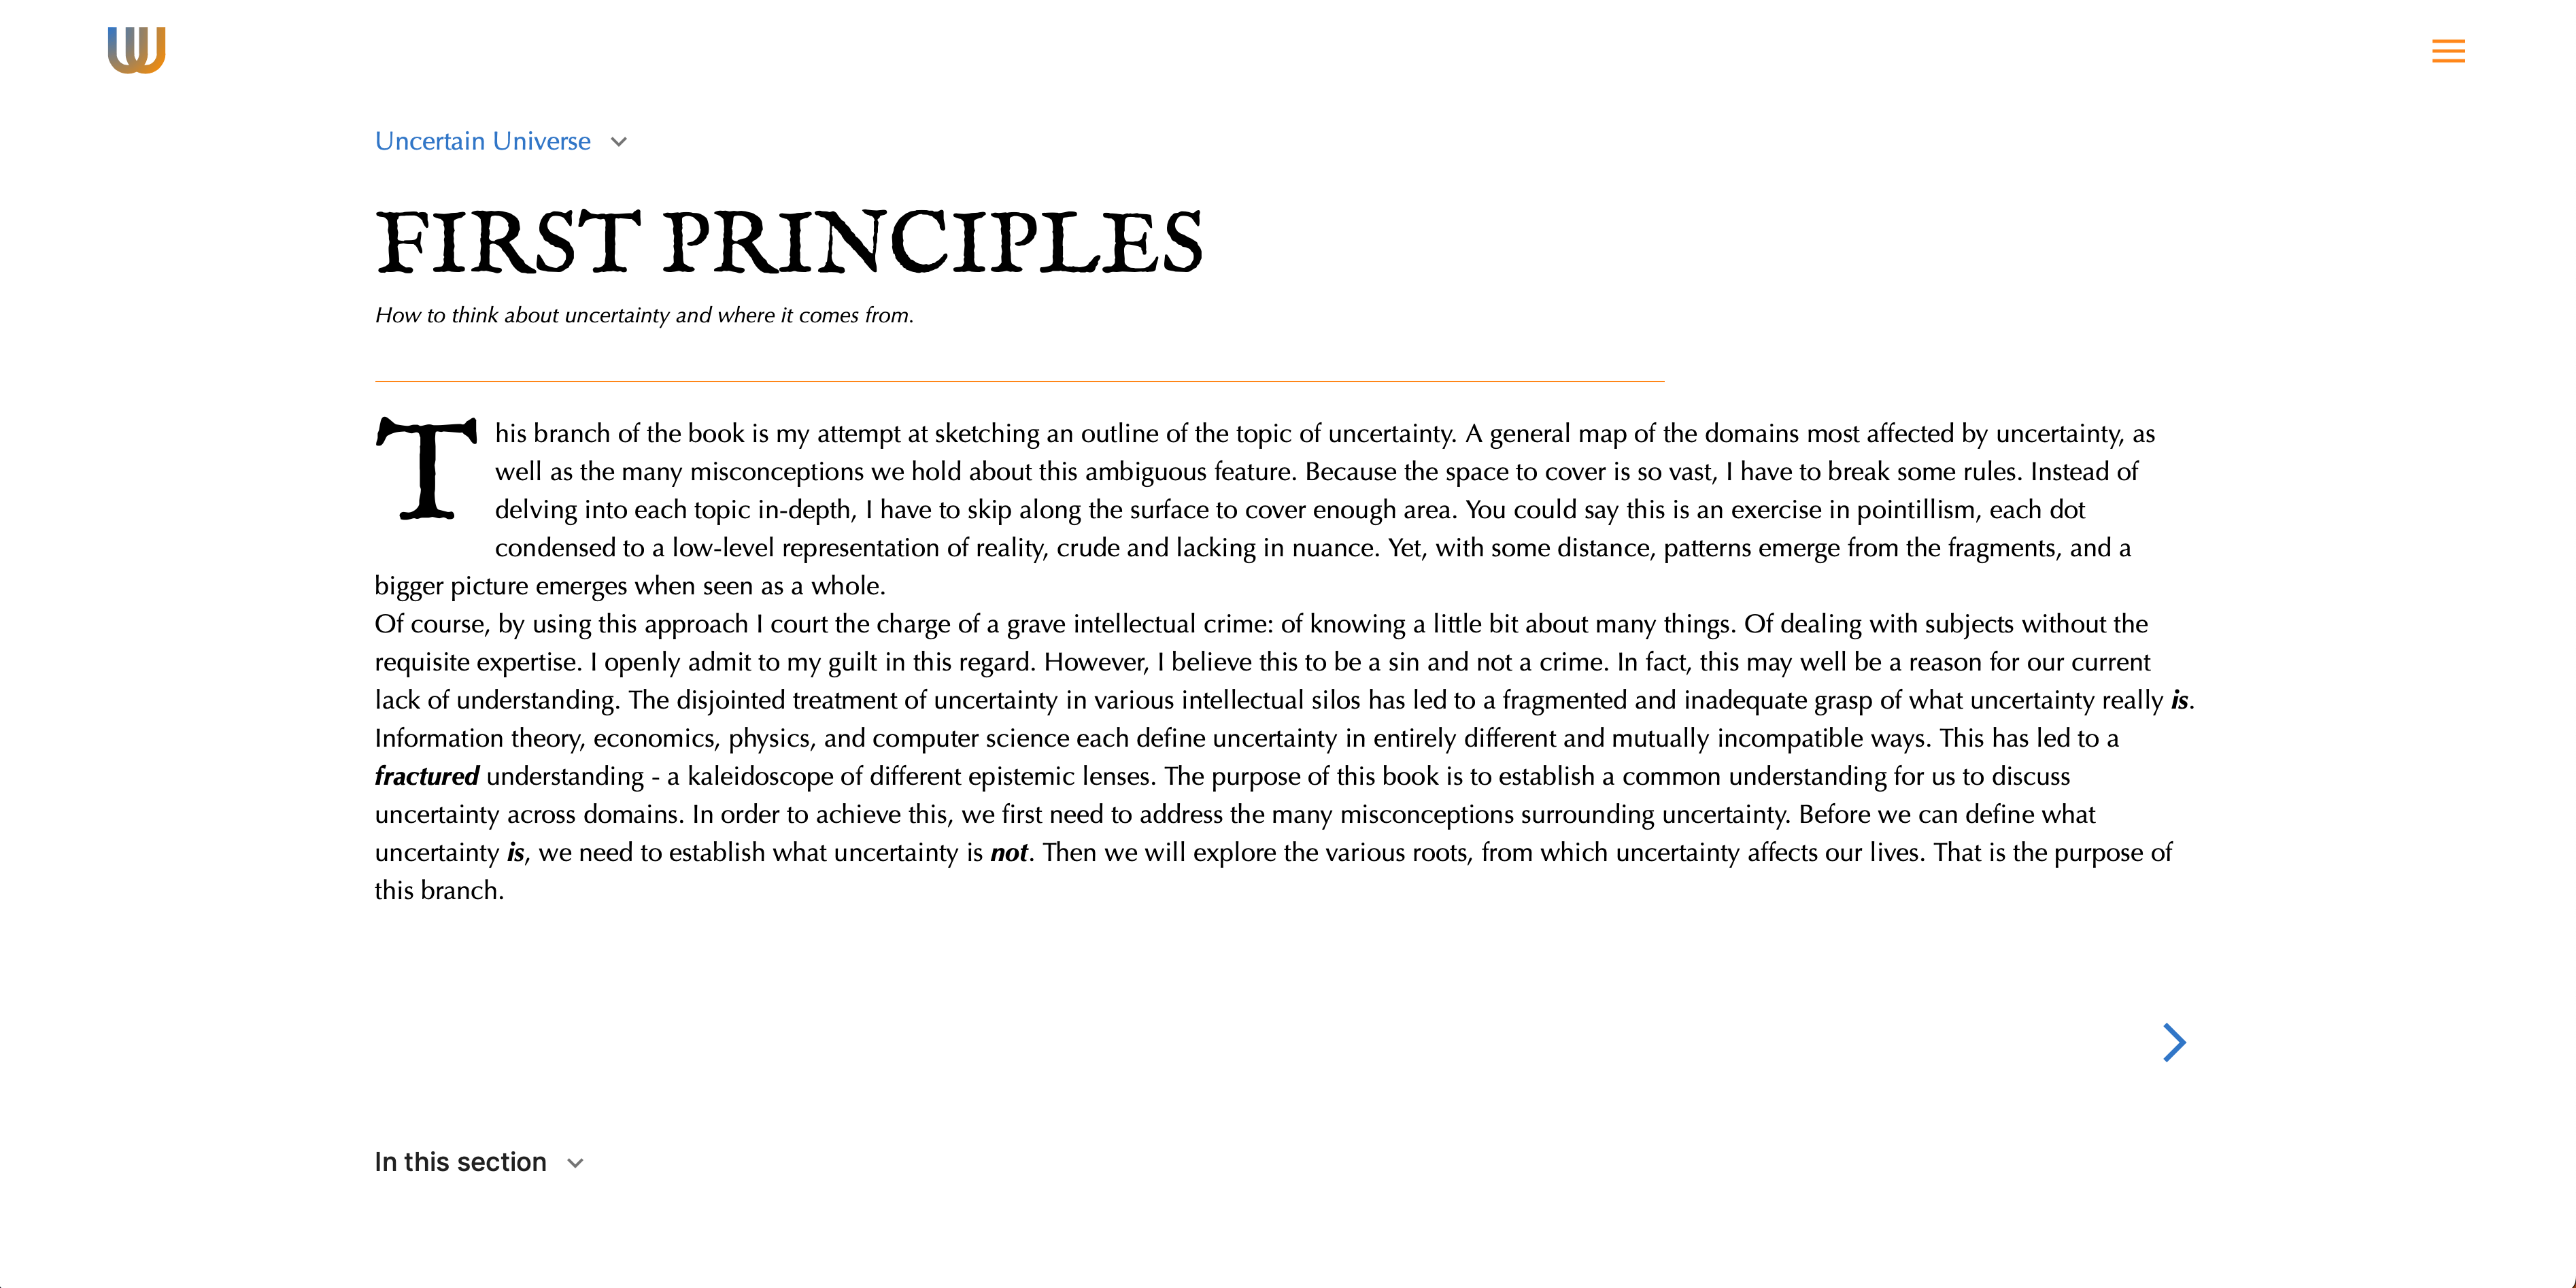 Uncertain Universe
FIRST PRINCIPLES
How to think about uncertainty and where it comes from.
This branch of the book is my attempt at sketching an outline of the topic of uncertainty. A general map of the domains most affected by uncertainty, as
well as the many misconceptions we hold about this ambiguous feature. Because the space to cover is so vast, I have to break some rules. Instead of
delving into each topic in-depth, I have to skip along the surface to cover enough area. You could say this is an exercise in pointillism, each dot
condensed to a low-level representation of reality, crude and lacking in nuance. Yet, with some distance, patterns emerge from the fragments, and a
bigger picture emerges when seen as a whole.
Of course, by using this approach I court the charge of a grave intellectual crime: of knowing a little bit about many things. Of dealing with subjects without the
requisite expertise. I openly admit to my guilt in this regard. However, I believe this to be a sin and not a crime. In fact, this may well be a reason for our current
lack of understanding. The disjointed treatment of uncertainty in various intellectual silos has led to a fragmented and inadequate grasp of what uncertainty really is.
Information theory, economics, physics, and computer science each define uncertainty in entirely different and mutually incompatible ways. This has led to a
fractured understanding - a kaleidoscope of different epistemic lenses. The purpose of this book is to establish a common understanding for us to discuss
uncertainty across domains. In order to achieve this, we first need to address the many misconceptions surrounding uncertainty. Before we can define what
uncertainty is, we need to establish what uncertainty is not. Then we will explore the various roots, from which uncertainty affects our lives. That is the purpose of
this branch.
In this section